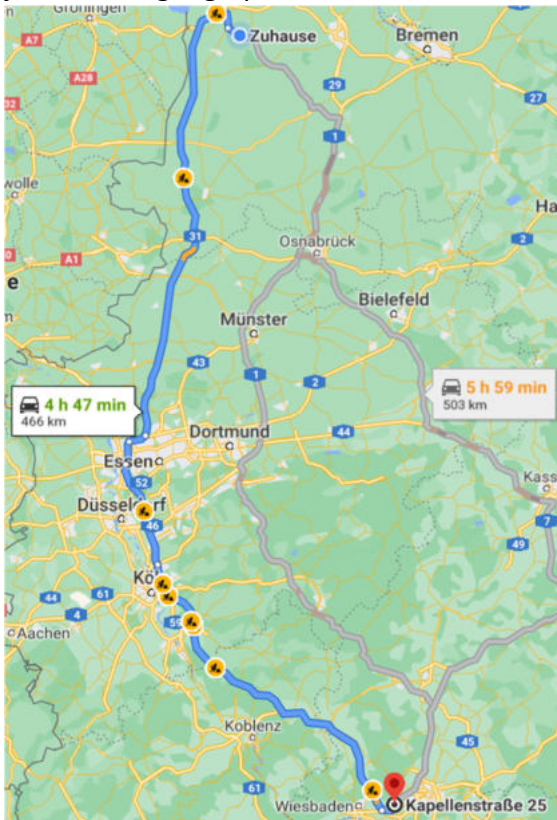 Groningen
Zuhause
Bremen
A7
A28
29
27
32
1
wolle
Ha
31
Osnabrück
A1
2
e
Bielefeld
Münster
43
1
2
4 h 47 min
466 km
5 h 59 min
503 km
Dortmund
44
Essen
Kass
52
Düsseldorf
7
46
49
Kö
44
61
4
59
Aachen
Koblenz
45
61
Wiesbaden
Kapellenstraße 25